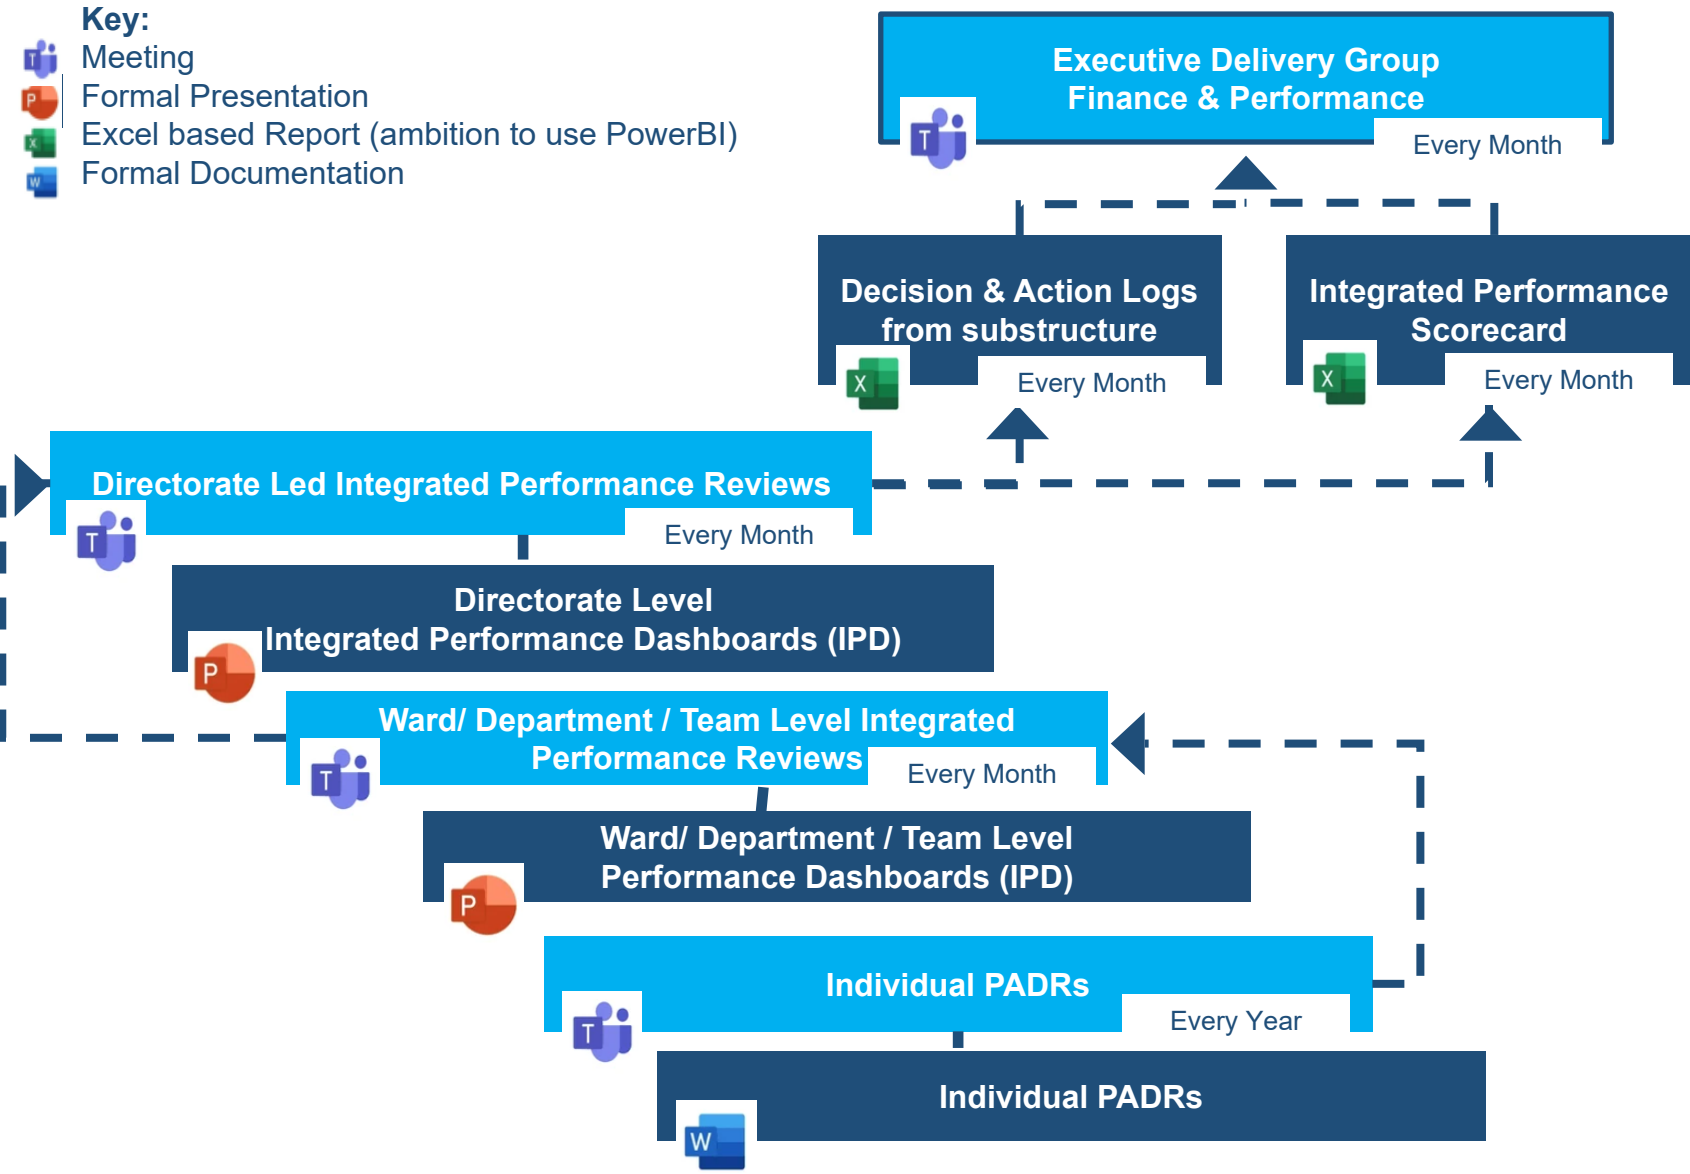 Key:
Meeting
Formal Presentation
Excel based Report (ambition to use PowerBI)
Formal Documentation
Executive Delivery Group
Finance & Performance
Every Month
Decision & Action Logs
from substructure
Every Month
Integrated Performance
Scorecard
Every Month
Directorate Led Integrated Performance Reviews
Every Month
Directorate Level
Integrated Performance Dashboards (IPD)
Ward/ Department / Team Level Integrated
Performance Reviews
Every Month
Ward/ Department / Team Level
Performance Dashboards (IPD)
Individual PADRs
Every Year
Individual PADRs